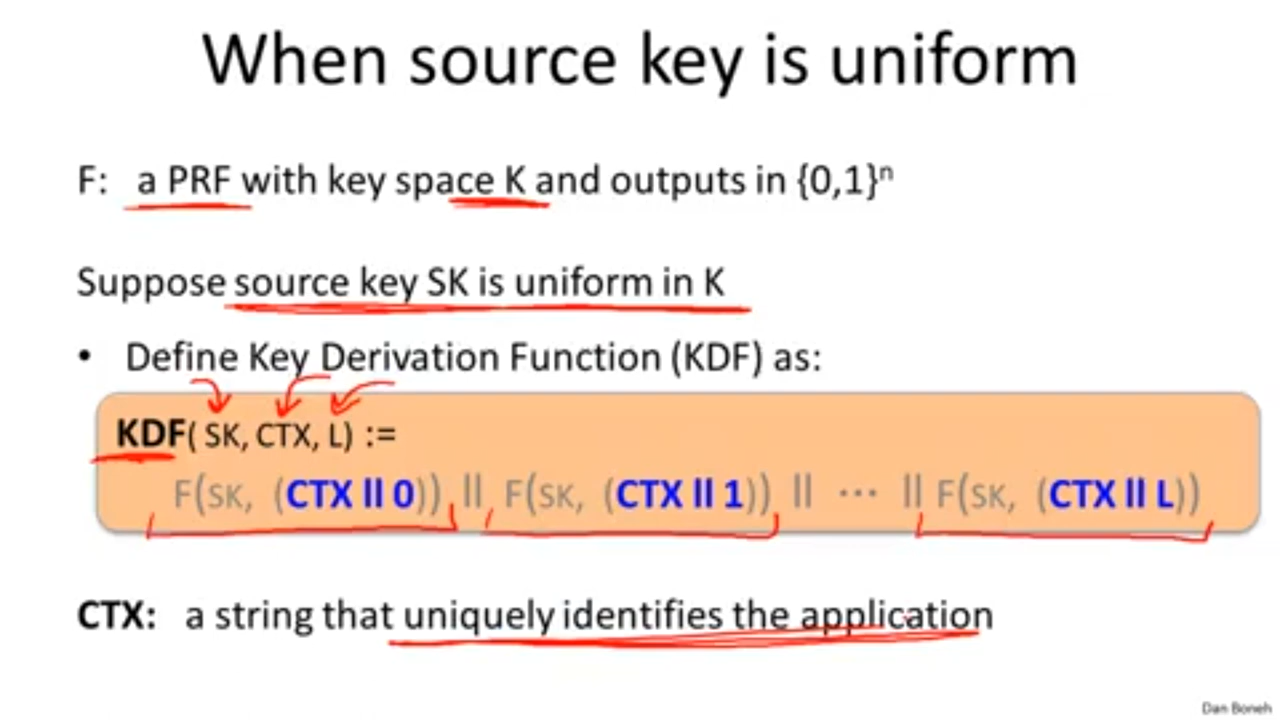 When source key is uniform
F: a PRF with key space K and outputs in {0,1}ⁿ
Suppose source key SK is uniform in K
• Define Key Derivation Function (KDF) as:
KDF( SK, CTX, L) :=
F(SK, (CTX ll 0)) ll F(SK, (CTX ll 1)) ll ··· ll F(SK, (CTX ll L))
CTX: a string that uniquely identifies the application
Dan Boneh